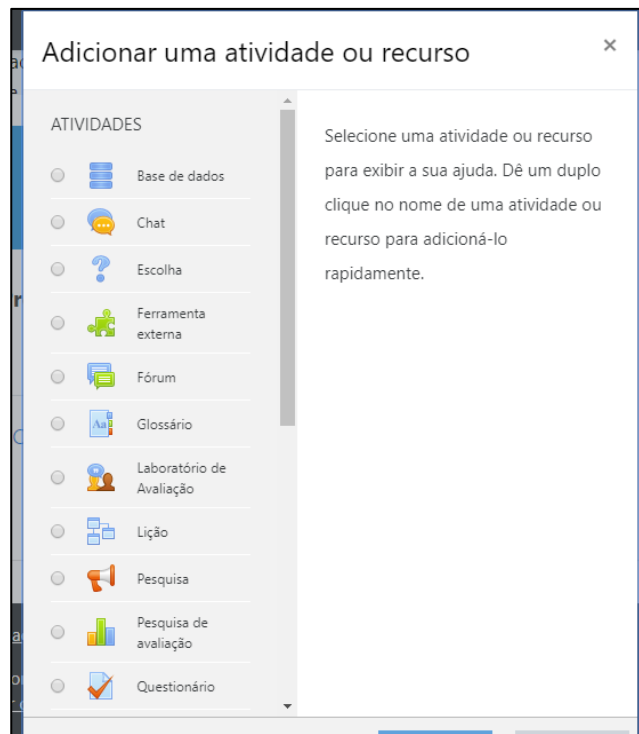 Adicionar uma atividade ou recurso
×
ATIVIDADES
Base de dados
Chat
Escolha
Ferramenta
externa
Fórum
Aa
Glossário
Laboratório de
Avaliação
Lição
Pesquisa
Pesquisa de
avaliação
Questionário
Selecione uma atividade ou recurso
para exibir a sua ajuda. Dê um duplo
clique no nome de uma atividade ou
recurso para adicioná-lo
rapidamente.